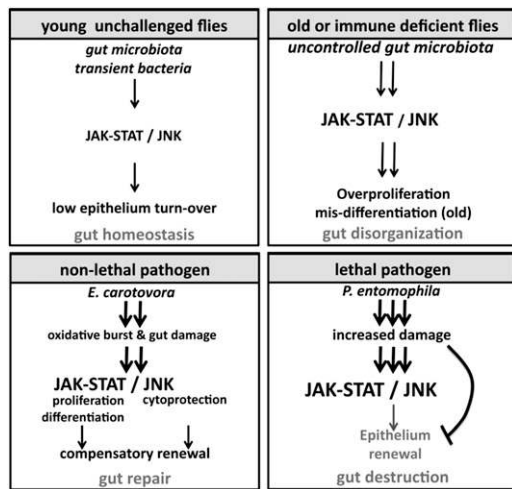 young unchallenged flies
gut microbiota
transient bacteria
JAK-STAT / JNK
low epithelium turn-over
gut homeostasis
old or immune deficient flies
uncontrolled gut microbiota
JAK-STAT / JNK
Overproliferation
mis-differentiation (old)
gut disorganization
non-lethal pathogen
E. carotovora
oxidative burst & gut damage
JAK-STAT / JNK
proliferation cytoprotection
differentiation
compensatory renewal
gut repair
lethal pathogen
P. entomophila
increased damage
JAK-STAT / JNK
Epithelium
renewal
gut destruction